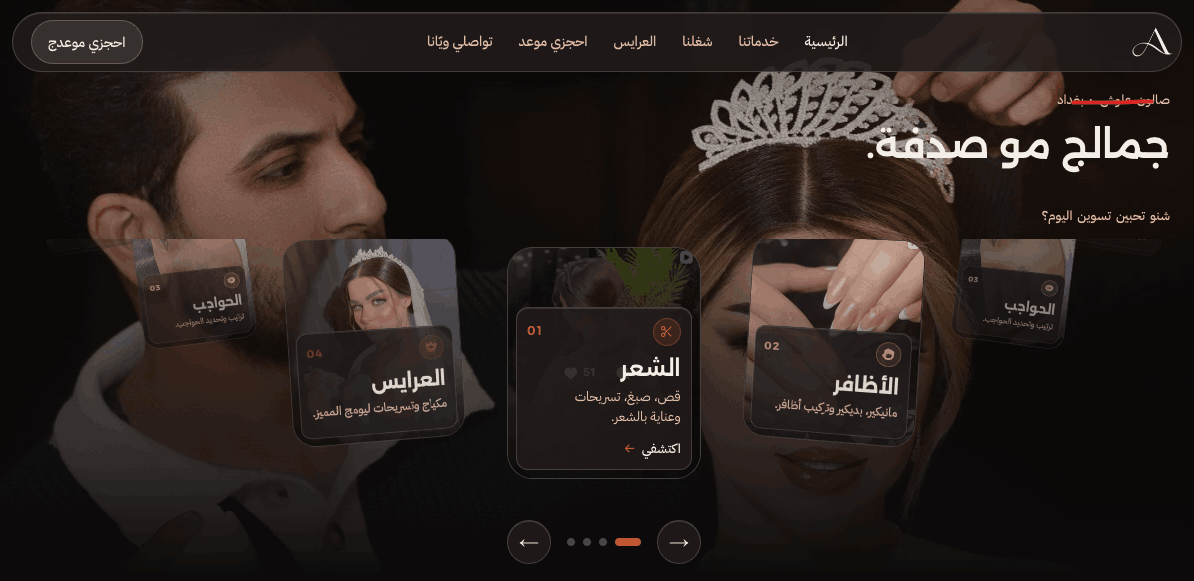 الرئيسية
خدماتنا
شغلنا
العرايس
احجزي موعد
تواصلي ويّانا
احجزي موعدج
صالون علوش — بغداد
جمالج مو صدفة.
شنو تحبين تسوين اليوم؟
03
الحواجب
ترتيب وتحديد الحواجب.
02
الأظافر
مانيكير، بديكير وتركيب أظافر.
01
الشعر
51
قص، صبغ، تسريحات
وعناية بالشعر.
اكتشفي ←
04
العرايس
مكياج وتسريحات ليومج المميز.
03
الحواجب
ترتيب وتحديد الحواجب.